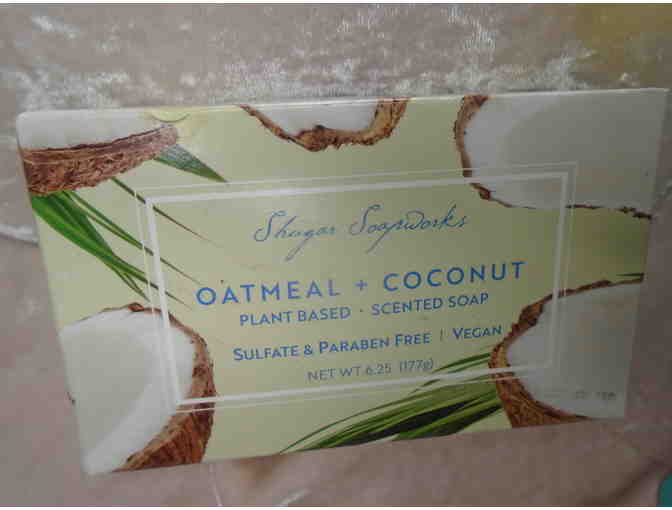 Shugar Soapworks
OATMEAL + COCONUT
PLANT BASED · SCENTED SOAP
SULFATE & PARABEN FREE | VEGAN
NET WT 6.25 (177g)